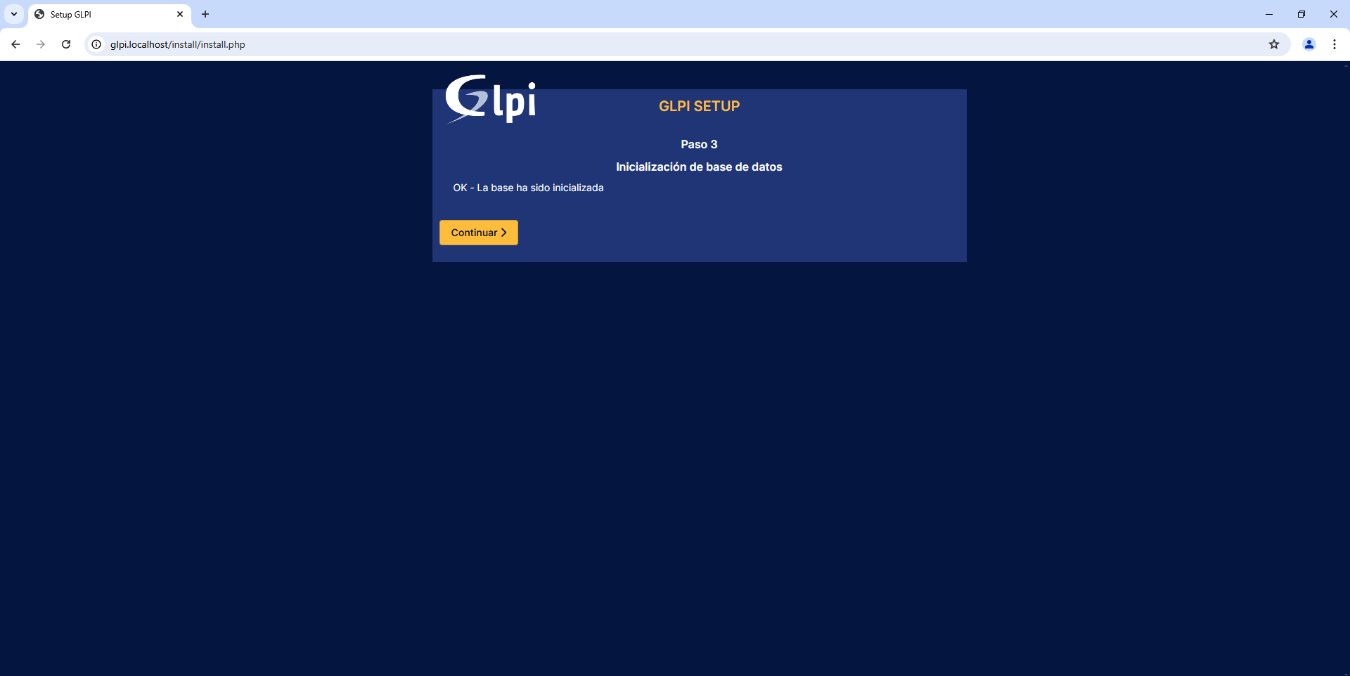 Setup GLPI
glpi.localhost/install/install.php
Glpi
GLPI SETUP
Paso 3
Inicialización de base de datos
OK - La base ha sido inicializada
Continuar